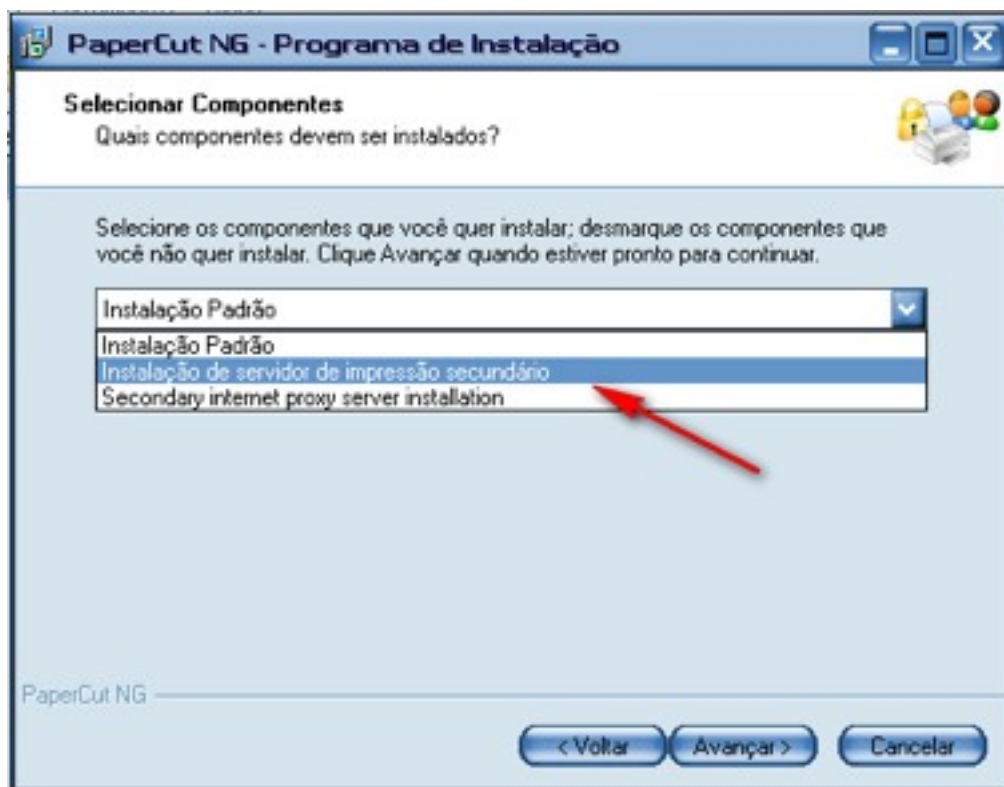 PaperCut NG - Programa de Instalação
Selecionar Componentes
Quais componentes devem ser instalados?
Selecione os componentes que você quer instalar; desmarque os componentes que
você não quer instalar. Clique Avançar quando estiver pronto para continuar.
Instalação Padrão
Instalação Padrão
Instalação de servidor de impressão secundário
Secondary internet proxy server installation
PaperCut NG
< Voltar
Avançar >
Cancelar